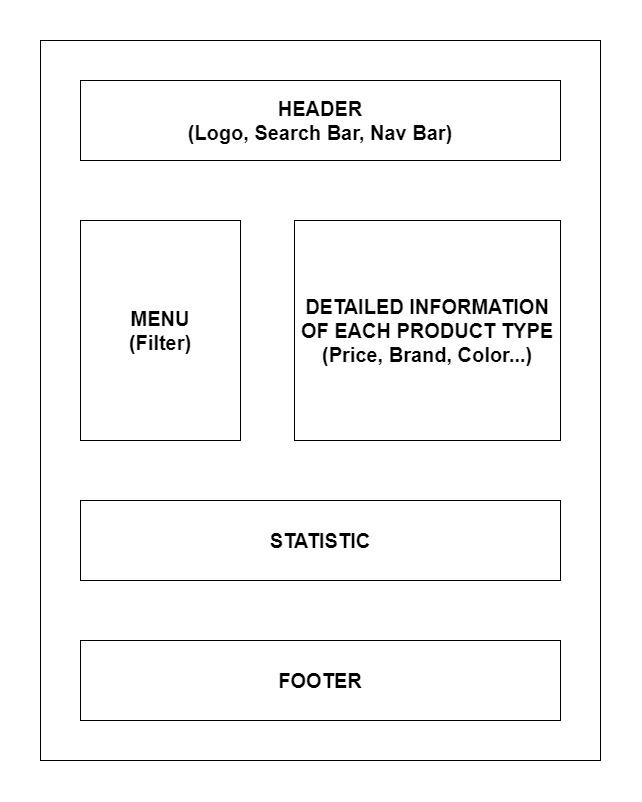 HEADER
(Logo, Search Bar, Nav Bar)
MENU
(Filter)
DETAILED INFORMATION
OF EACH PRODUCT TYPE
(Price, Brand, Color...)
STATISTIC
FOOTER